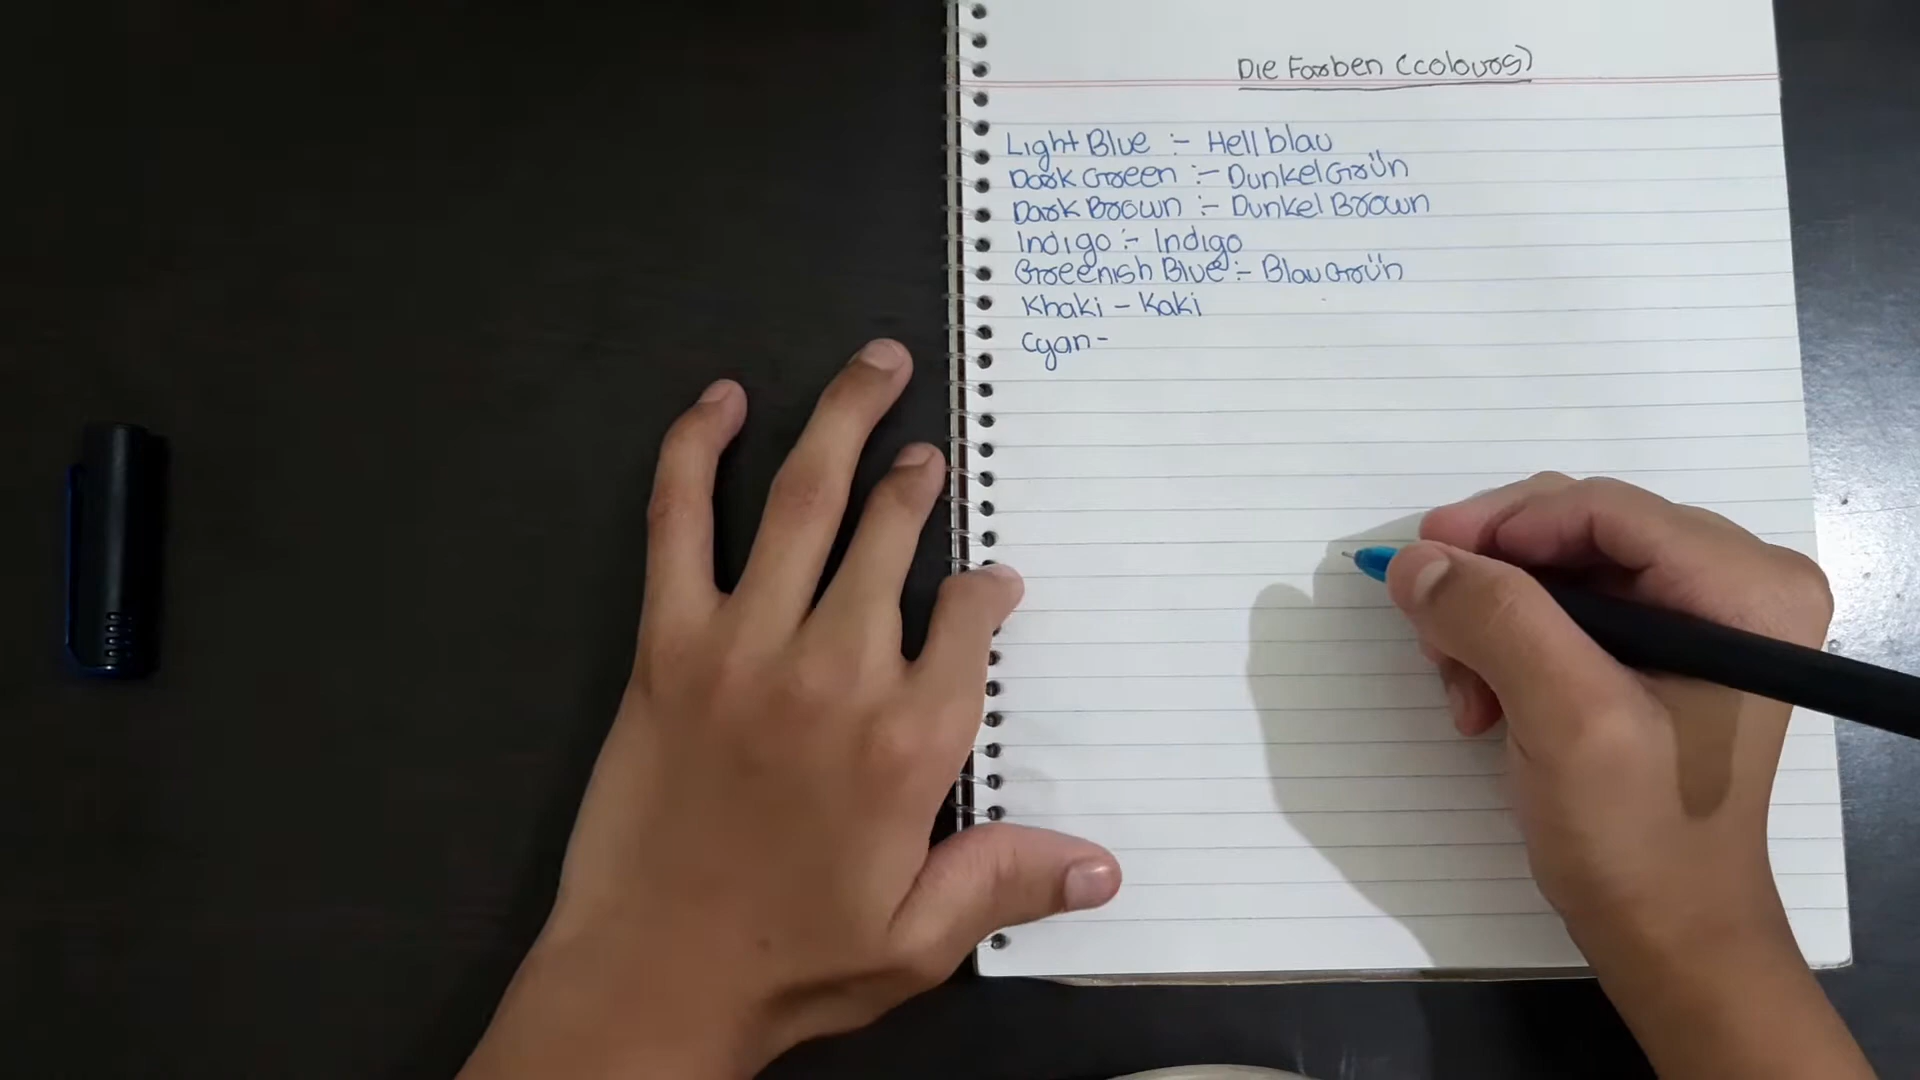 Die Farben (colours)
Light Blue :- Hell blau
Dark Green :- Dunkel Grün
Dark Brown :- Dunkel Brown
Indigo :- Indigo
Greenish Blue :- Blau Grün
Khaki - Kaki
Cyan -